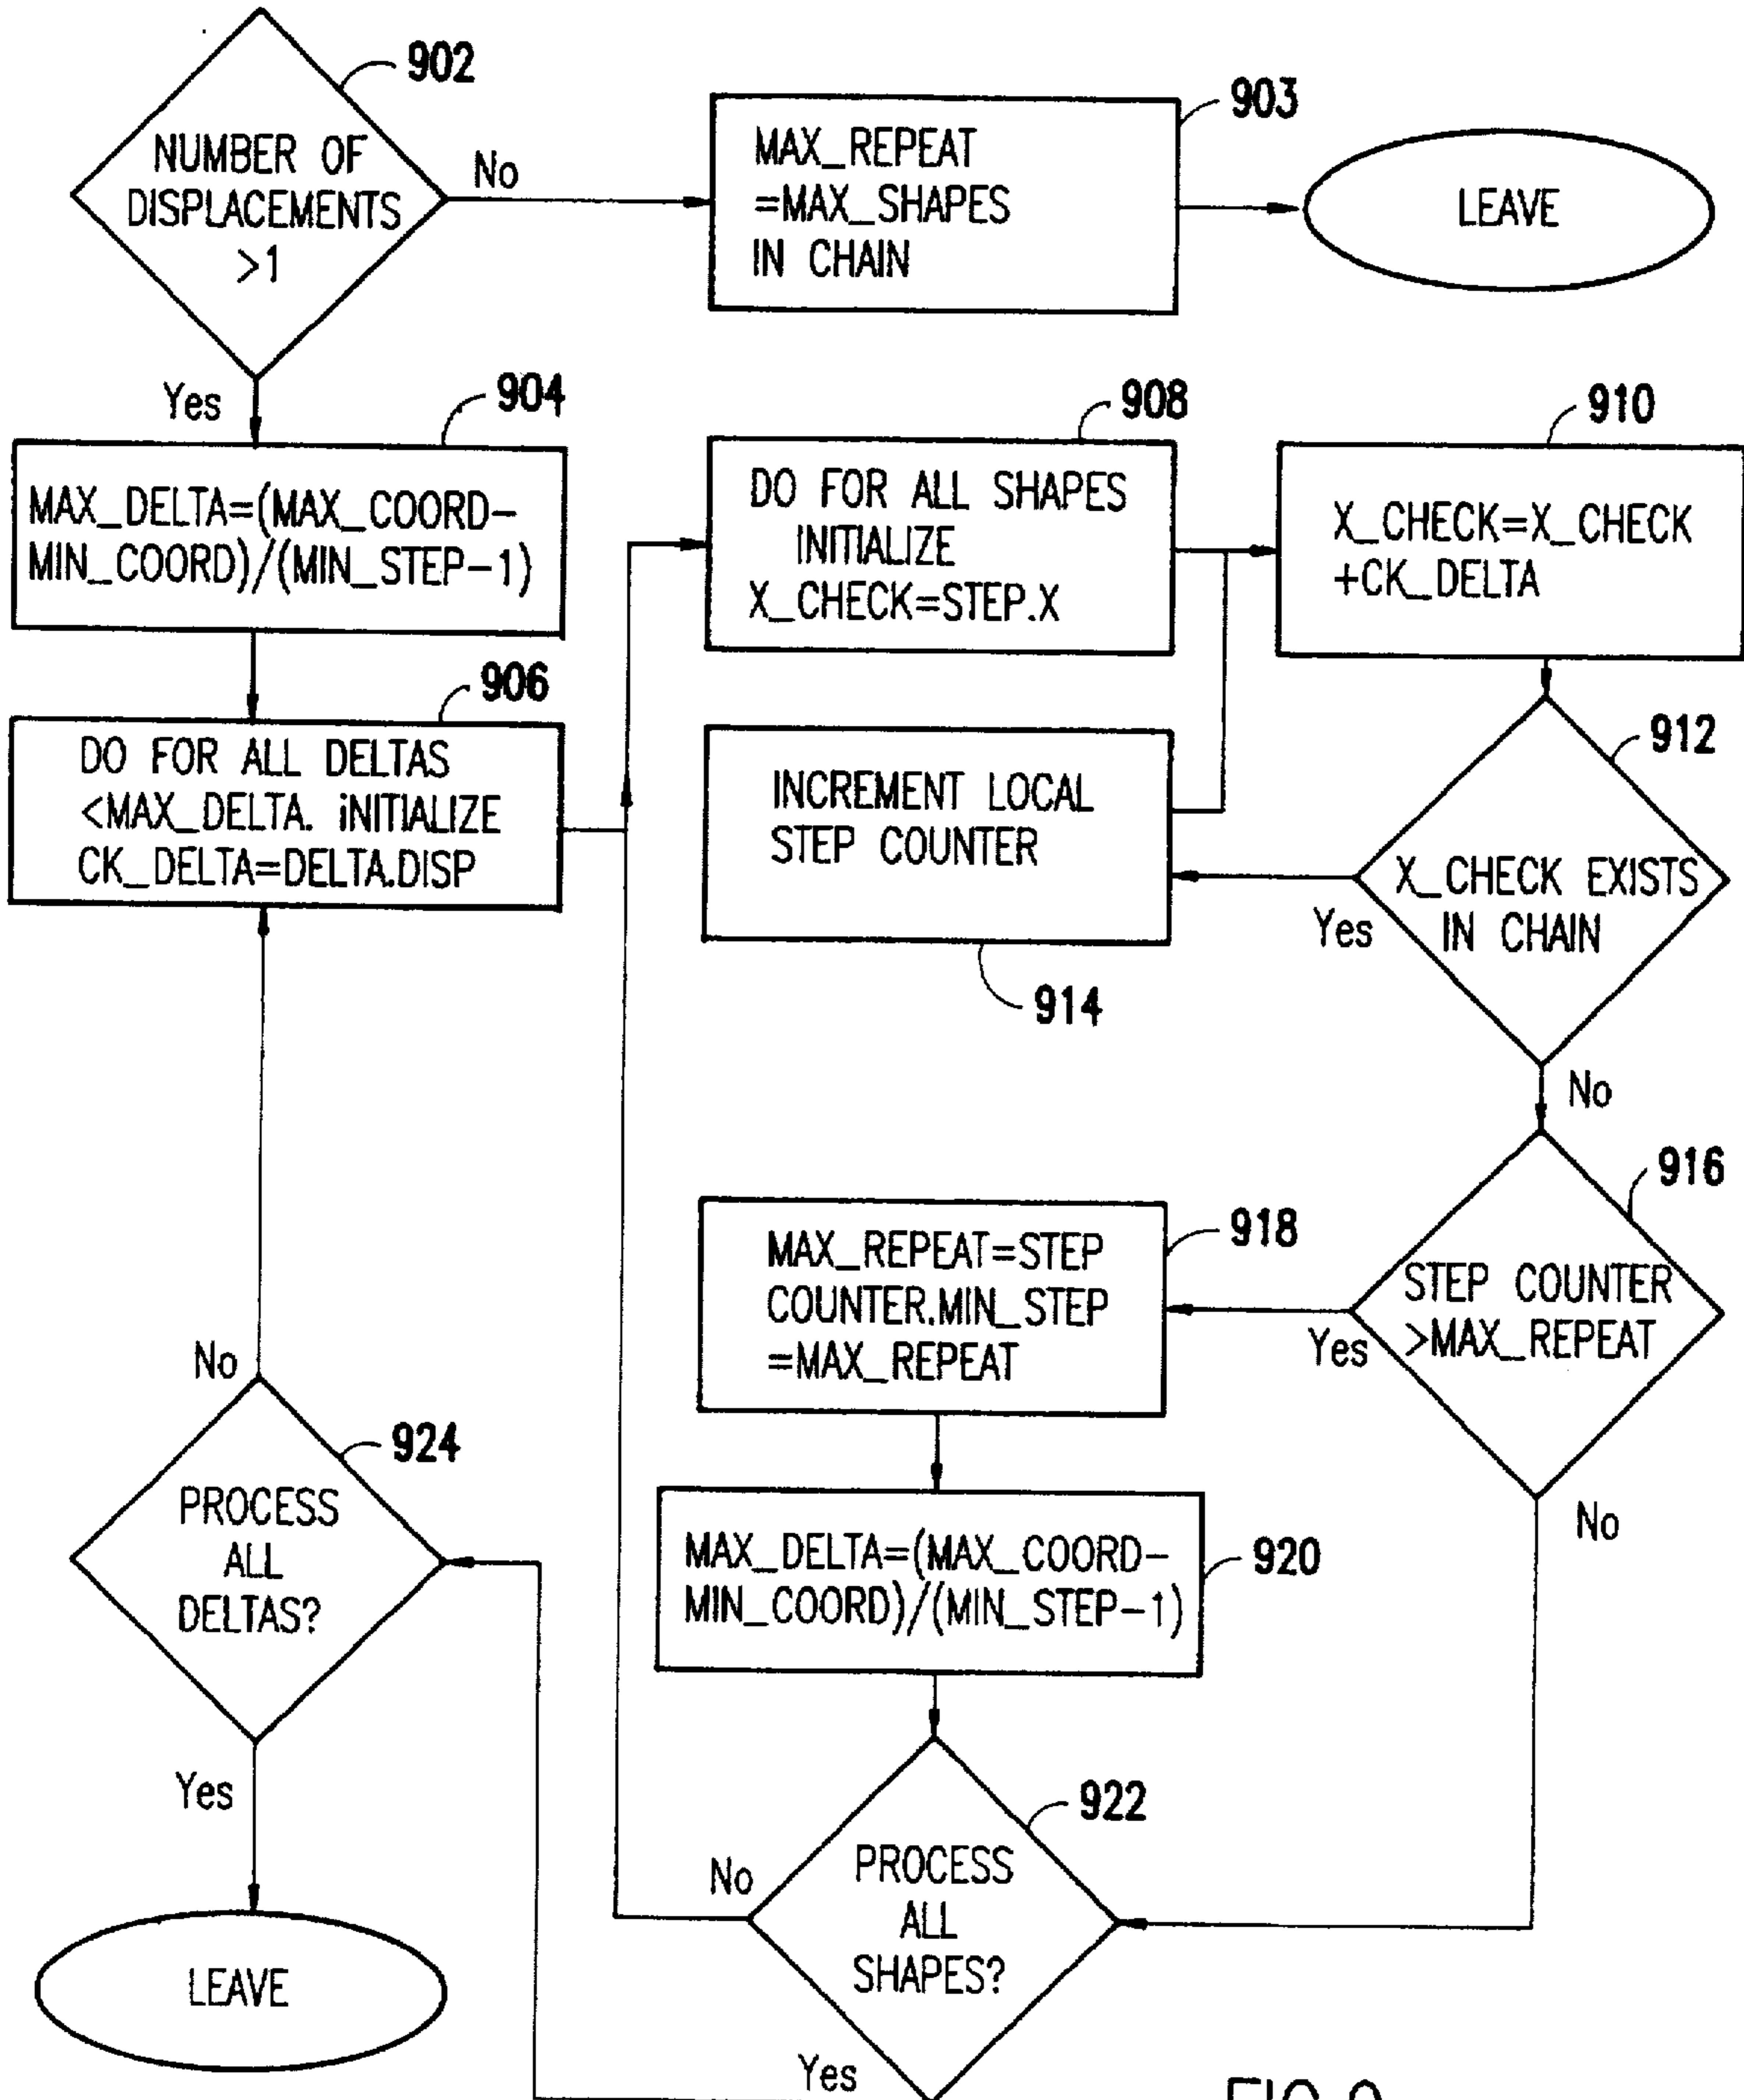 902
NUMBER OF
DISPLACEMENTS
>1
No
903
MAX_REPEAT
=MAX_SHAPES
IN CHAIN
LEAVE
Yes
904
MAX_DELTA=(MAX_COORD-
MIN_COORD)/(MIN_STEP-1)
906
DO FOR ALL DELTAS
<MAX_DELTA. iNITIALIZE
CK_DELTA=DELTA.DISP
908
DO FOR ALL SHAPES
INITIALIZE
X_CHECK=STEP.X
910
X_CHECK=X_CHECK
+CK_DELTA
912
X_CHECK EXISTS
IN CHAIN
Yes
No
INCREMENT LOCAL
STEP COUNTER
914
916
STEP COUNTER
>MAX_REPEAT
Yes
No
918
MAX_REPEAT=STEP
COUNTER.MIN_STEP
=MAX_REPEAT
920
MAX_DELTA=(MAX_COORD-
MIN_COORD)/(MIN_STEP-1)
922
PROCESS
ALL
SHAPES?
No
Yes
924
PROCESS
ALL
DELTAS?
No
Yes
LEAVE